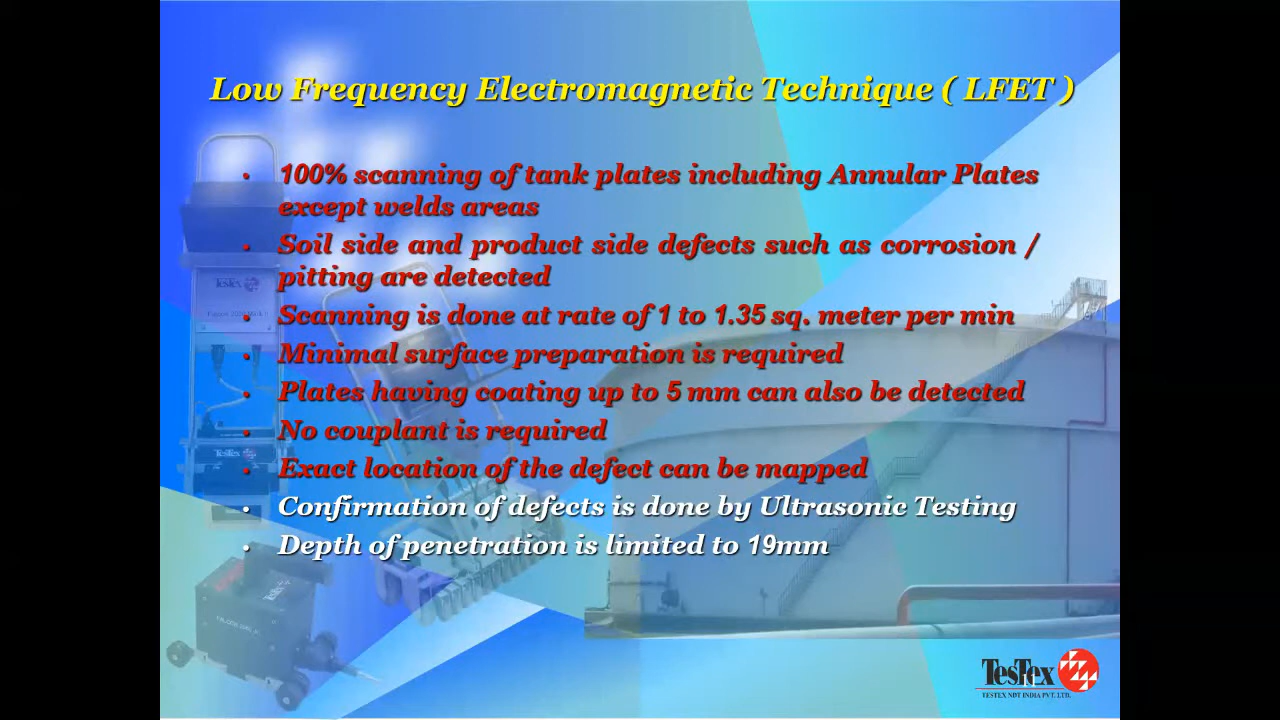 Low Frequency Electromagnetic Technique ( LFET )
• 100% scanning of tank plates including Annular Plates
except welds areas
• Soil side and product side defects such as corrosion /
pitting are detected
• Scanning is done at rate of 1 to 1.35 sq. meter per min
• Minimal surface preparation is required
• Plates having coating up to 5 mm can also be detected
• No couplant is required
• Exact location of the defect can be mapped
• Confirmation of defects is done by Ultrasonic Testing
• Depth of penetration is limited to 19mm
TesTex
TesTex
TesTex
TESTEX NDT INDIA PVT. LTD.